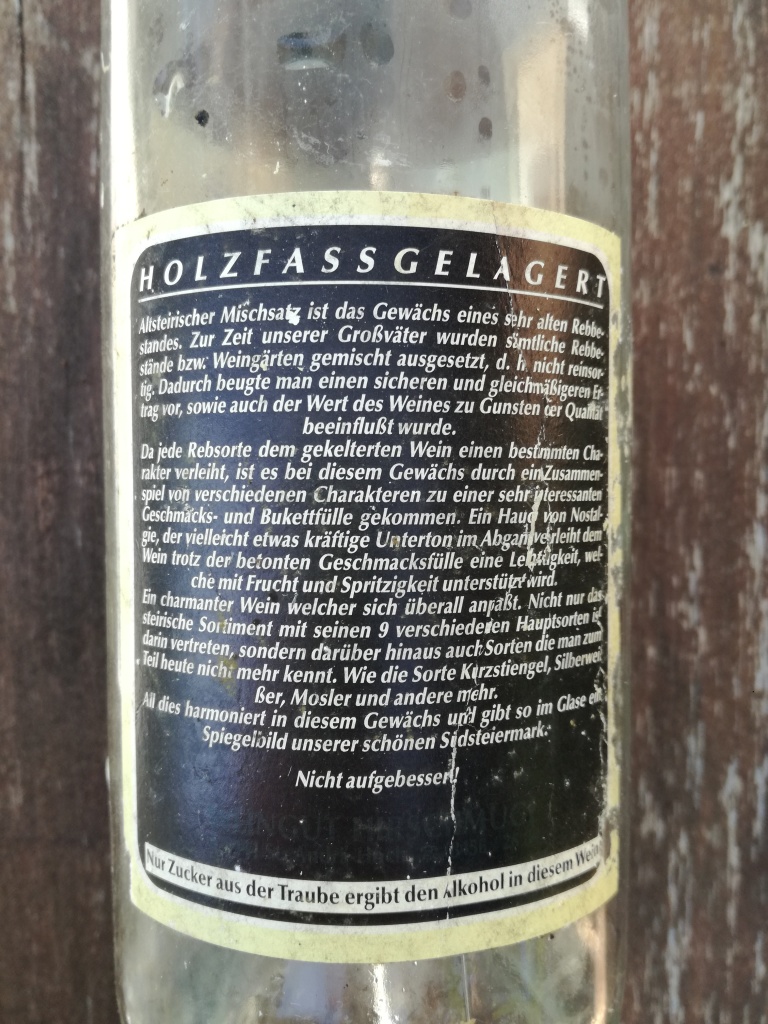 HOLZFASSGELAGERT
Altsteirischer Mischsatz ist das Gewächs eines sehr alten Rebbe-
standes. Zur Zeit unserer Großväter wurden sämtliche Rebbe-
stände bzw. Weingärten gemischt ausgesetzt, d. h. nicht reinsor-
tig. Dadurch beugte man einen sicheren und gleichmäßigeren Er-
trag vor, sowie auch der Wert des Weines zu Gunsten der Qualität
beeinflußt wurde.
Da jede Rebsorte dem gekelterten Wein einen bestimmten Cha-
rakter verleiht, ist es bei diesem Gewächs durch ein Zusammen-
spiel von verschiedenen Charakteren zu einer sehr interessanten
Geschmacks- und Bukettfülle gekommen. Ein Hauch von Nostal-
gie, der vielleicht etwas kräftige Unterton im Abgang verleiht dem
Wein trotz der betonten Geschmacksfülle eine Leichtigkeit, wel-
che mit Frucht und Spritzigkeit unterstützt wird.
Ein charmanter Wein welcher sich überall anpaßt. Nicht nur das
steirische Sortiment mit seinen 9 verschiedenen Hauptsorten ist
darin vertreten, sondern darüber hinaus auch Sorten die man zum
Teil heute nicht mehr kennt. Wie die Sorte Kurzstiengel, Silberwei-
ßer, Mosler und andere mehr.
All dies harmoniert in diesem Gewächs und gibt so im Glase ein
Spiegelbild unserer schönen Südsteiermark.
Nicht aufgebessert!
Nur Zucker aus der Traube ergibt den Alkohol in diesem Wein!